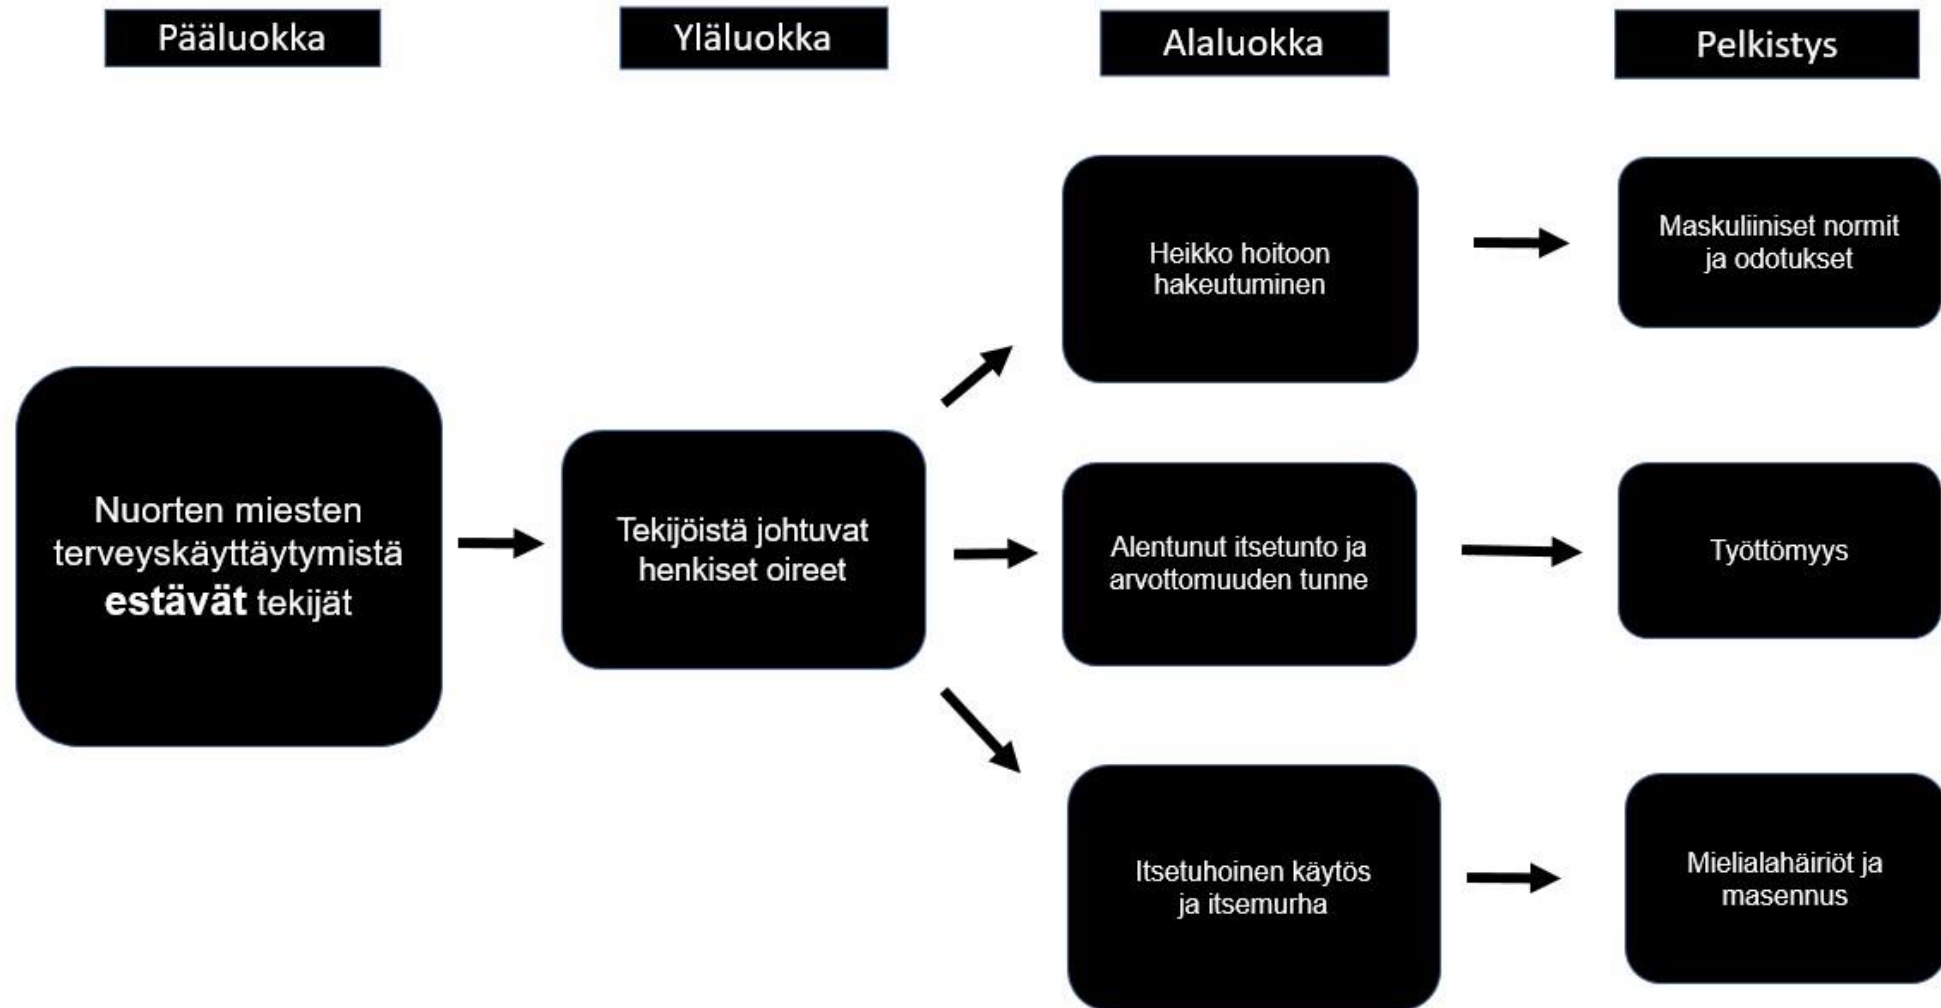 Pääluokka
Yläluokka
Alaluokka
Pelkistys
Nuorten miesten
terveyskäyttäytymistä
estävät tekijät
Tekijöistä johtuvat
henkiset oireet
Heikko hoitoon
hakeutuminen
Maskuliiniset normit
ja odotukset
Alentunut itsetunto ja
arvottomuuden tunne
Työttömyys
Itsetuhoinen käytös
ja itsemurha
Mielialahäiriöt ja
masennus